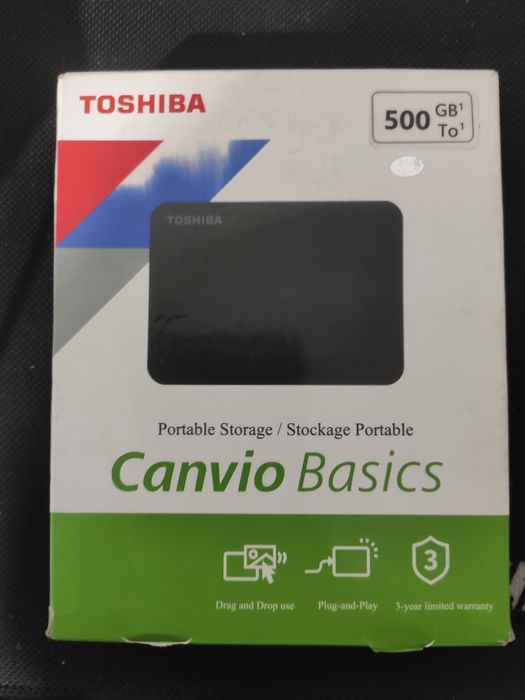 TOSHIBA
500 GB¹
To¹
TOSHIBA
Portable Storage / Stockage Portable
Canvio Basics
3
Drag and Drop use
Plug-and-Play
3-year limited warranty